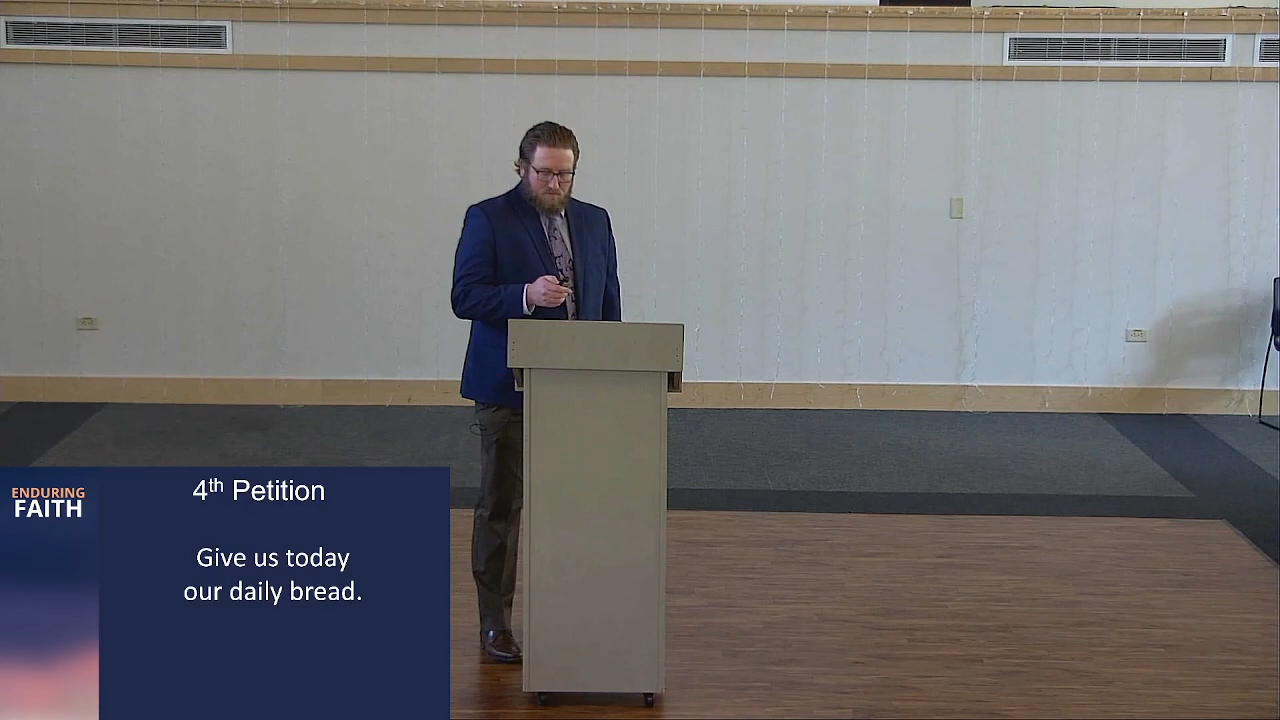 ENDURING
FAITH
4th Petition
Give us today
our daily bread.